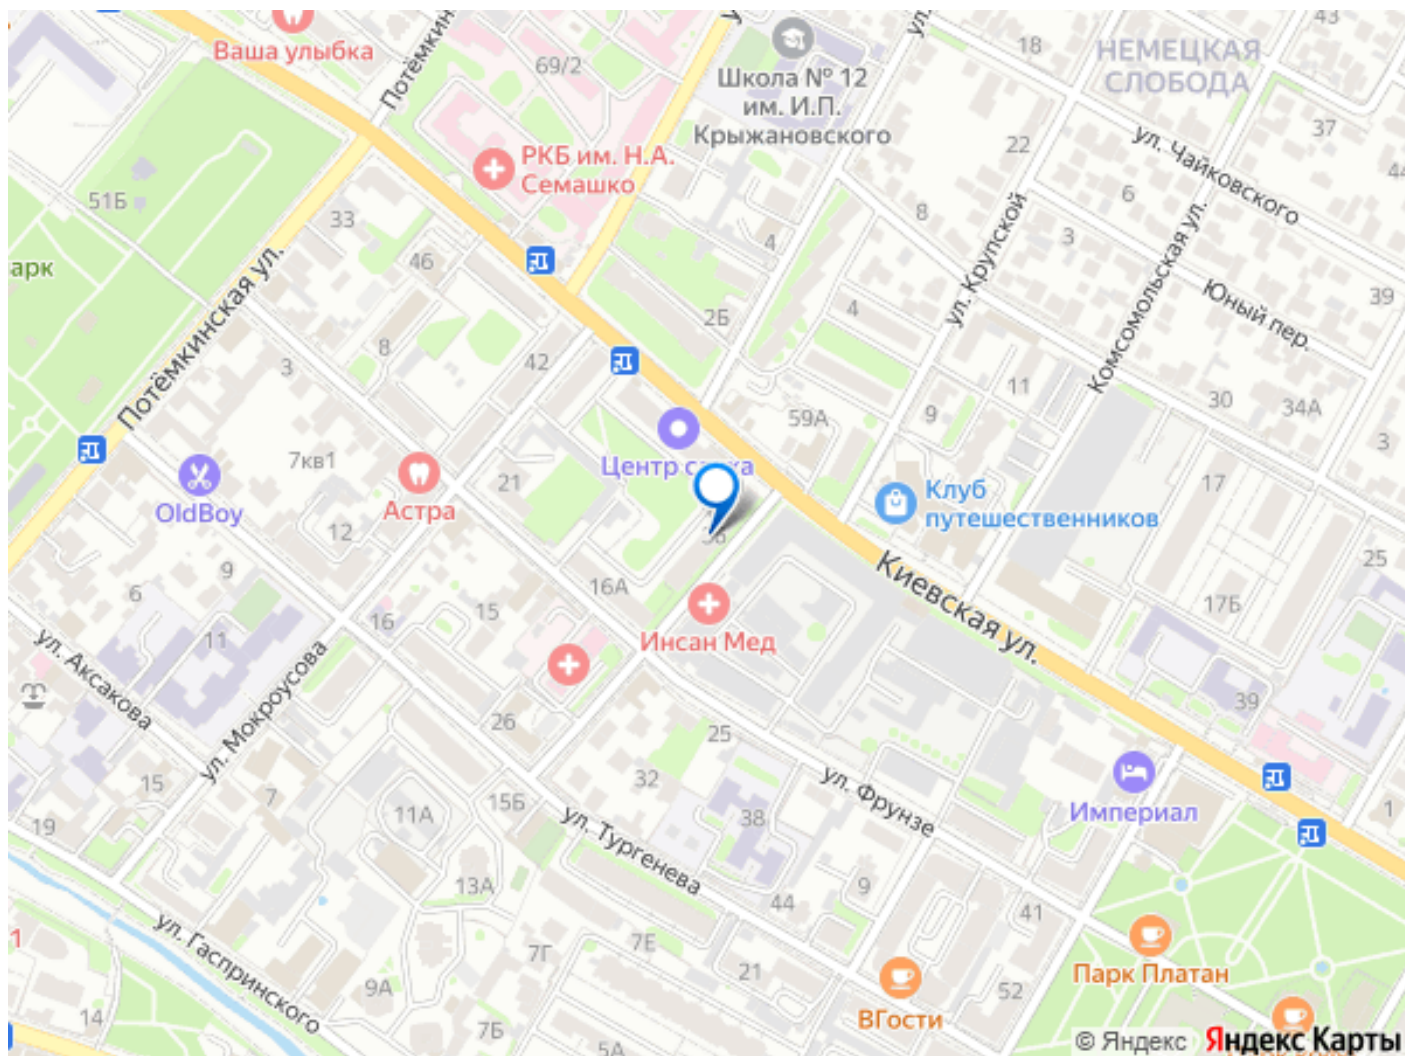 Ваша улыбка
Потёмкин
69/2
ул.
Школа № 12
им. И.П.
Крыжановского
18
НЕМЕЦКАЯ
СЛОБОДА
43
37
22
ул. Чайковского
44
РКБ им. Н.А.
Семашко
51Б
33
6
8
3
4
арк
46
ул. Крупской
Комсомольская ул.
Юный пер.
39
Потёмкинская ул.
2Б
4
8
3
42
11
30
34А
59А
9
3
Центр
7кв1
21
17
OldBoy
Астра
Клуб
путешественников
12
Киевская ул.
25
9
6
16А
15
17Б
16
11
Инсан Мед
ул. Аксакова
ул. Мокроусова
39
26
25
15
7
32
ул. Фрунзе
Империал
1
11А
15Б
38
19
ул. Тургенева
13А
9
44
41
ул. Гаспринского
1
7Г
7Е
21
Парк Платан
9А
52
14
7Б
5А
ВГости
© Яндекс Яндекс Карты